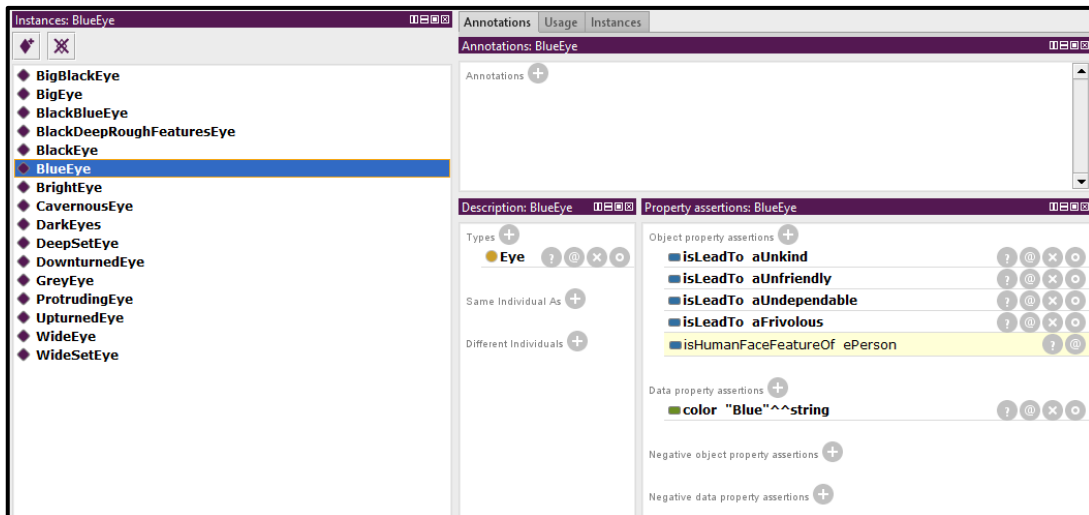 Instances: BlueEye
BigBlackEye
BigEye
BlackBlueEye
BlackDeepRoughFeaturesEye
BlackEye
BlueEye
BrightEye
CavernousEye
DarkEyes
DeepSetEye
DownturnedEye
GreyEye
ProtrudingEye
UpturnedEye
WideEye
WideSetEye
Annotations Usage Instances
Annotations: BlueEye
Annotations
Description: BlueEye
Types
Eye
Same Individual As
Different Individuals
Property assertions: BlueEye
Object property assertions
isLeadTo aUnkind
isLeadTo aUnfriendly
isLeadTo aUndependable
isLeadTo aFrivolous
isHumanFaceFeatureOf ePerson
Data property assertions
color "Blue"^^string
Negative object property assertions
Negative data property assertions